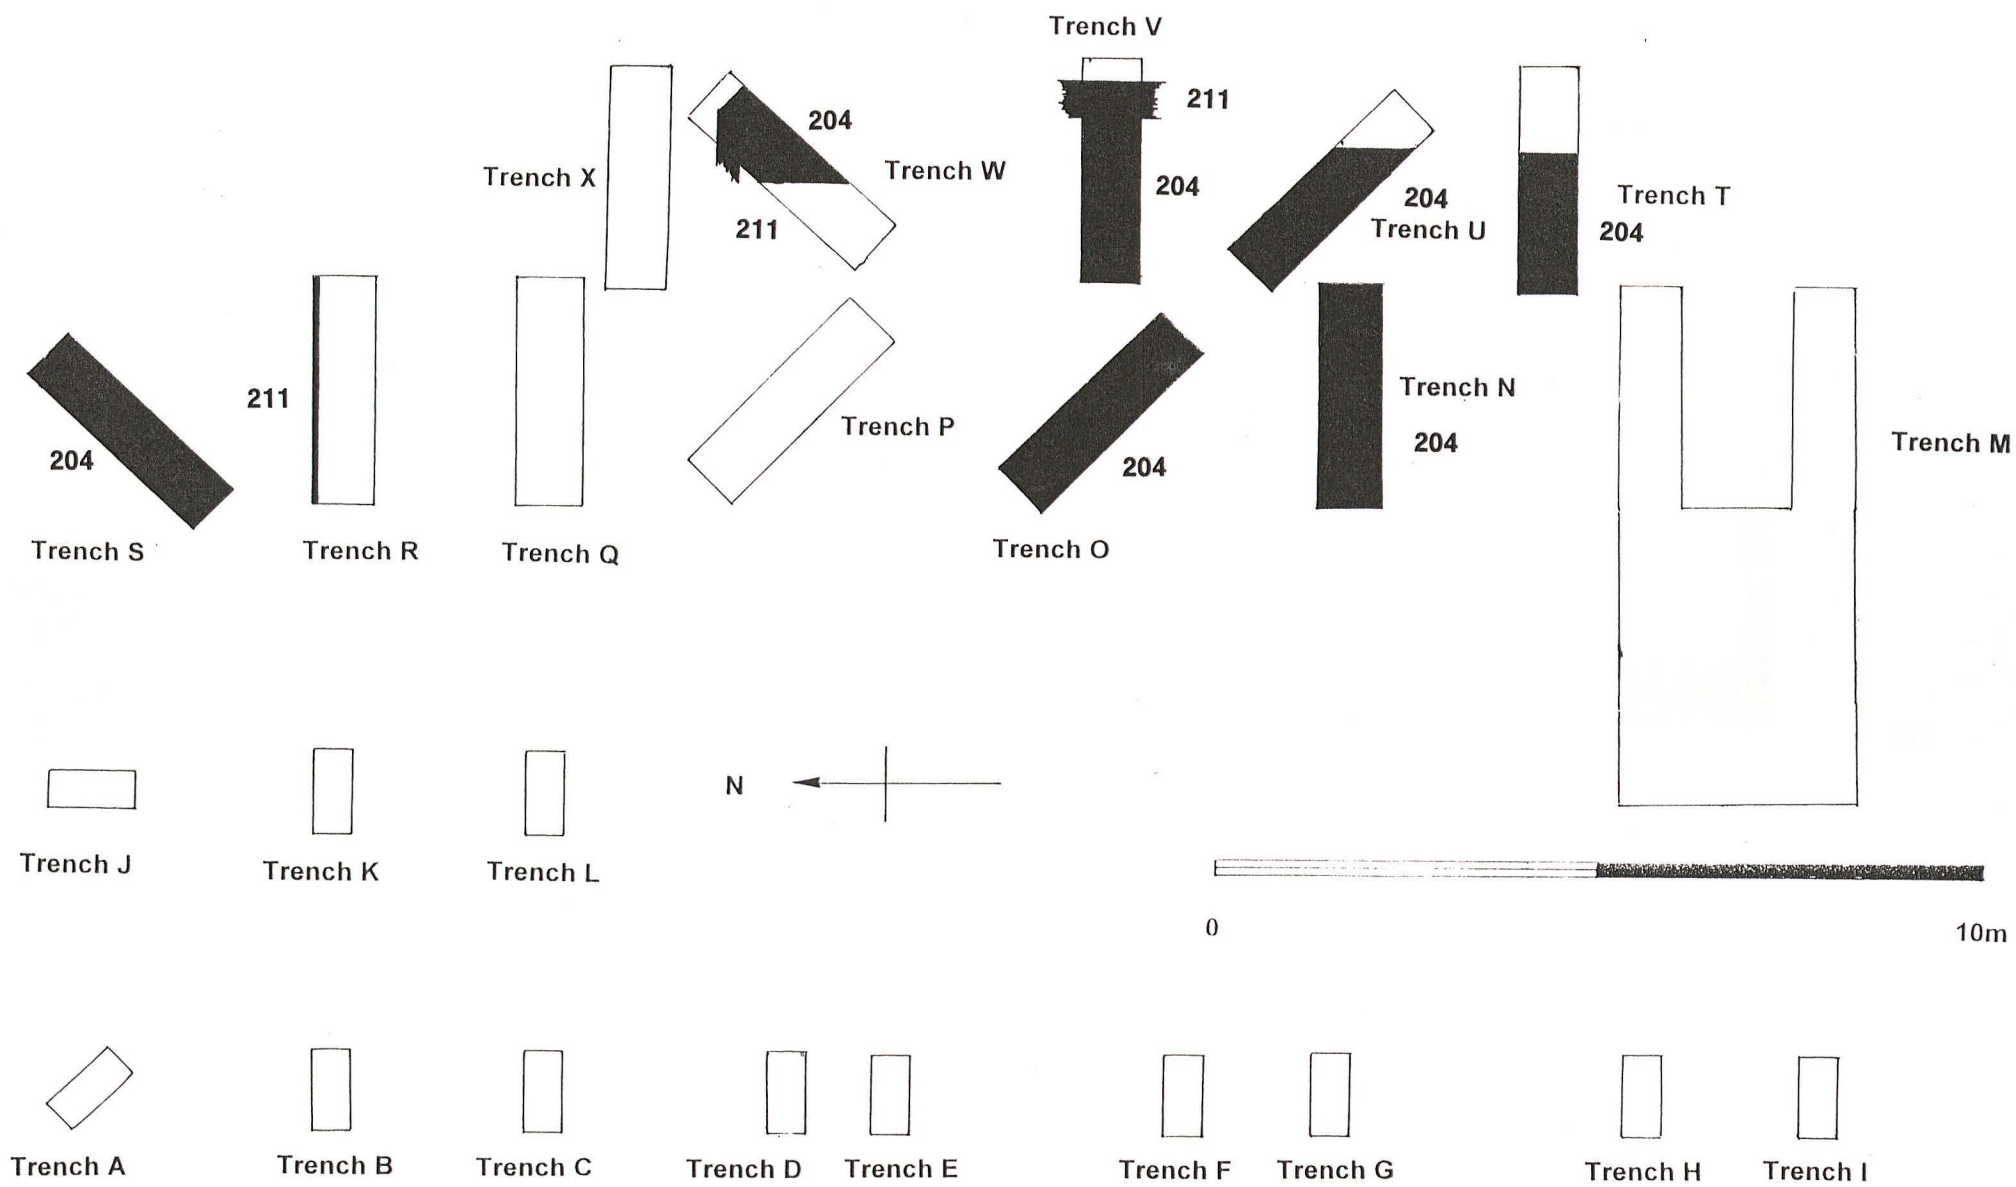 Trench V
211
204
Trench X
Trench W
204
Trench U
204
Trench T
204
211
204
211
Trench P
Trench N
204
Trench M
204
204
Trench S
Trench R
Trench Q
Trench O
N
Trench J
Trench K
Trench L
0
10m
Trench A
Trench B
Trench C
Trench D
Trench E
Trench F
Trench G
Trench H
Trench I